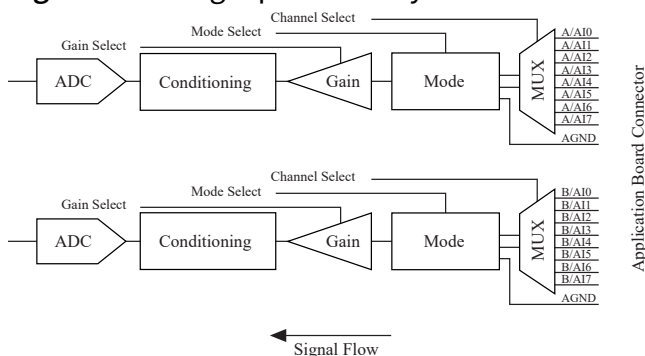 Channel Select
Mode Select
Gain Select
ADC
Conditioning
Gain
Mode
MUX
A/AI0
A/AI1
A/AI2
A/AI3
A/AI4
A/AI5
A/AI6
A/AI7
AGND
Channel Select
Mode Select
Gain Select
ADC
Conditioning
Gain
Mode
MUX
B/AI0
B/AI1
B/AI2
B/AI3
B/AI4
B/AI5
B/AI6
B/AI7
AGND
Application Board Connector
Signal Flow